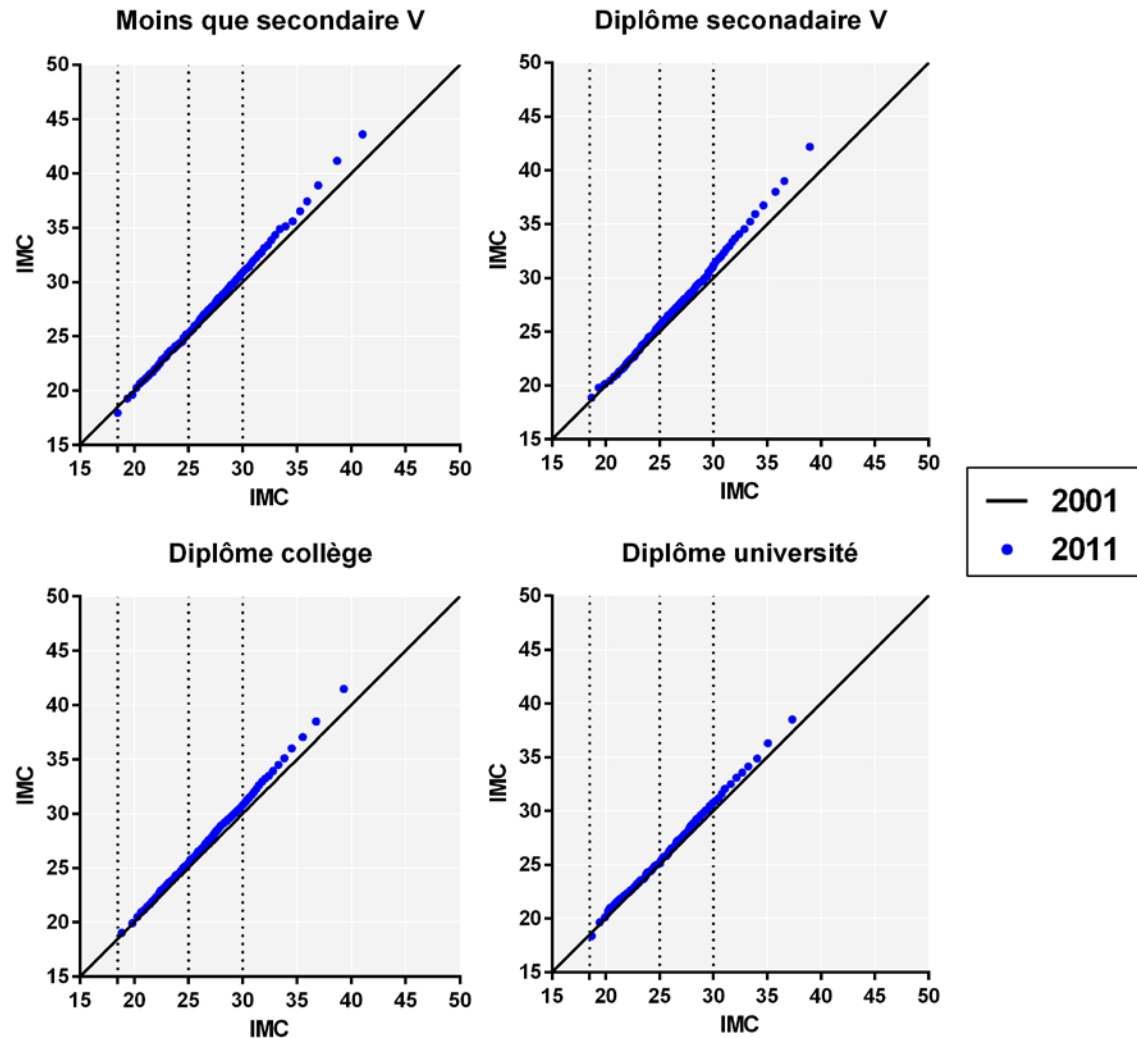 Moins que secondaire V
50
45
40
35
30
25
20
15
IMC
15 20 25 30 35 40 45 50
IMC
Diplôme seconadaire V
50
45
40
35
30
25
20
15
IMC
15 20 25 30 35 40 45 50
IMC
2001
2011
Diplôme collège
50
45
40
35
30
25
20
15
IMC
15 20 25 30 35 40 45 50
IMC
Diplôme université
50
45
40
35
30
25
20
15
IMC
15 20 25 30 35 40 45 50
IMC